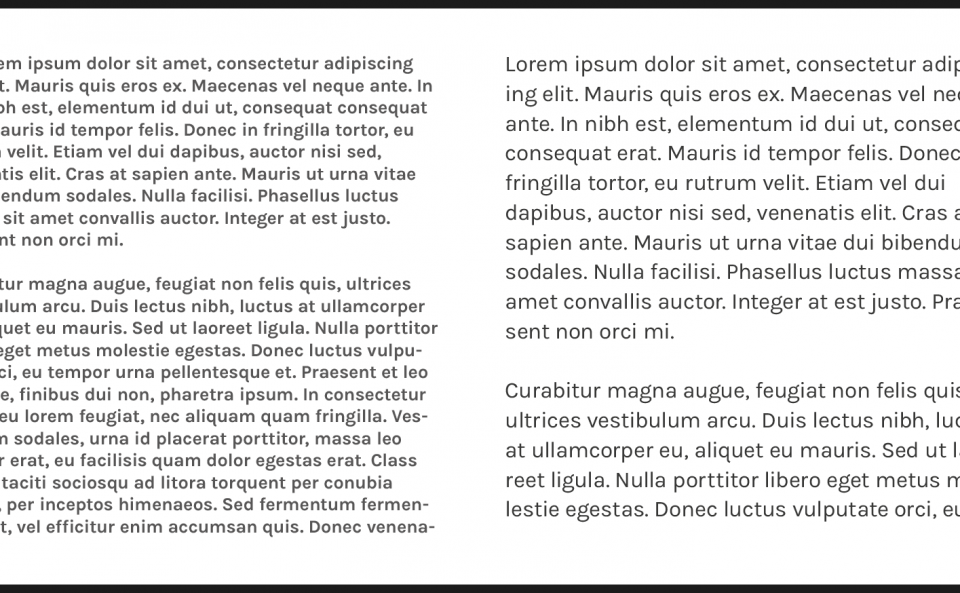 em ipsum dolor sit amet, consectetur adipiscing
t. Mauris quis eros ex. Maecenas vel neque ante. In
bh est, elementum id dui ut, consequat consequat
auris id tempor felis. Donec in fringilla tortor, eu
velit. Etiam vel dui dapibus, auctor nisi sed,
tis elit. Cras at sapien ante. Mauris ut urna vitae
endum sodales. Nulla facilisi. Phasellus luctus
sit amet convallis auctor. Integer at est justo.
nt non orci mi.
tur magna augue, feugiat non felis quis, ultrices
ulum arcu. Duis lectus nibh, luctus at ullamcorper
quet eu mauris. Sed ut laoreet ligula. Nulla porttitor
eget metus molestie egestas. Donec luctus vulpu-
ci, eu tempor urna pellentesque et. Praesent et leo
e, finibus dui non, pharetra ipsum. In consectetur
eu lorem feugiat, nec aliquam quam fringilla. Ves-
m sodales, urna id placerat porttitor, massa leo
r erat, eu facilisis quam dolor egestas erat. Class
taciti sociosqu ad litora torquent per conubia
, per inceptos himenaeos. Sed fermentum fermen-
t, vel efficitur enim accumsan quis. Donec venena-
Lorem ipsum dolor sit amet, consectetur adip
ing elit. Mauris quis eros ex. Maecenas vel neq
ante. In nibh est, elementum id dui ut, consec
consequat erat. Mauris id tempor felis. Donec
fringilla tortor, eu rutrum velit. Etiam vel dui
dapibus, auctor nisi sed, venenatis elit. Cras a
sapien ante. Mauris ut urna vitae dui bibendu
sodales. Nulla facilisi. Phasellus luctus massa
amet convallis auctor. Integer at est justo. Pra
sent non orci mi.
Curabitur magna augue, feugiat non felis quis
ultrices vestibulum arcu. Duis lectus nibh, luc
at ullamcorper eu, aliquet eu mauris. Sed ut la
reet ligula. Nulla porttitor libero eget metus m
lestie egestas. Donec luctus vulputate orci, eu